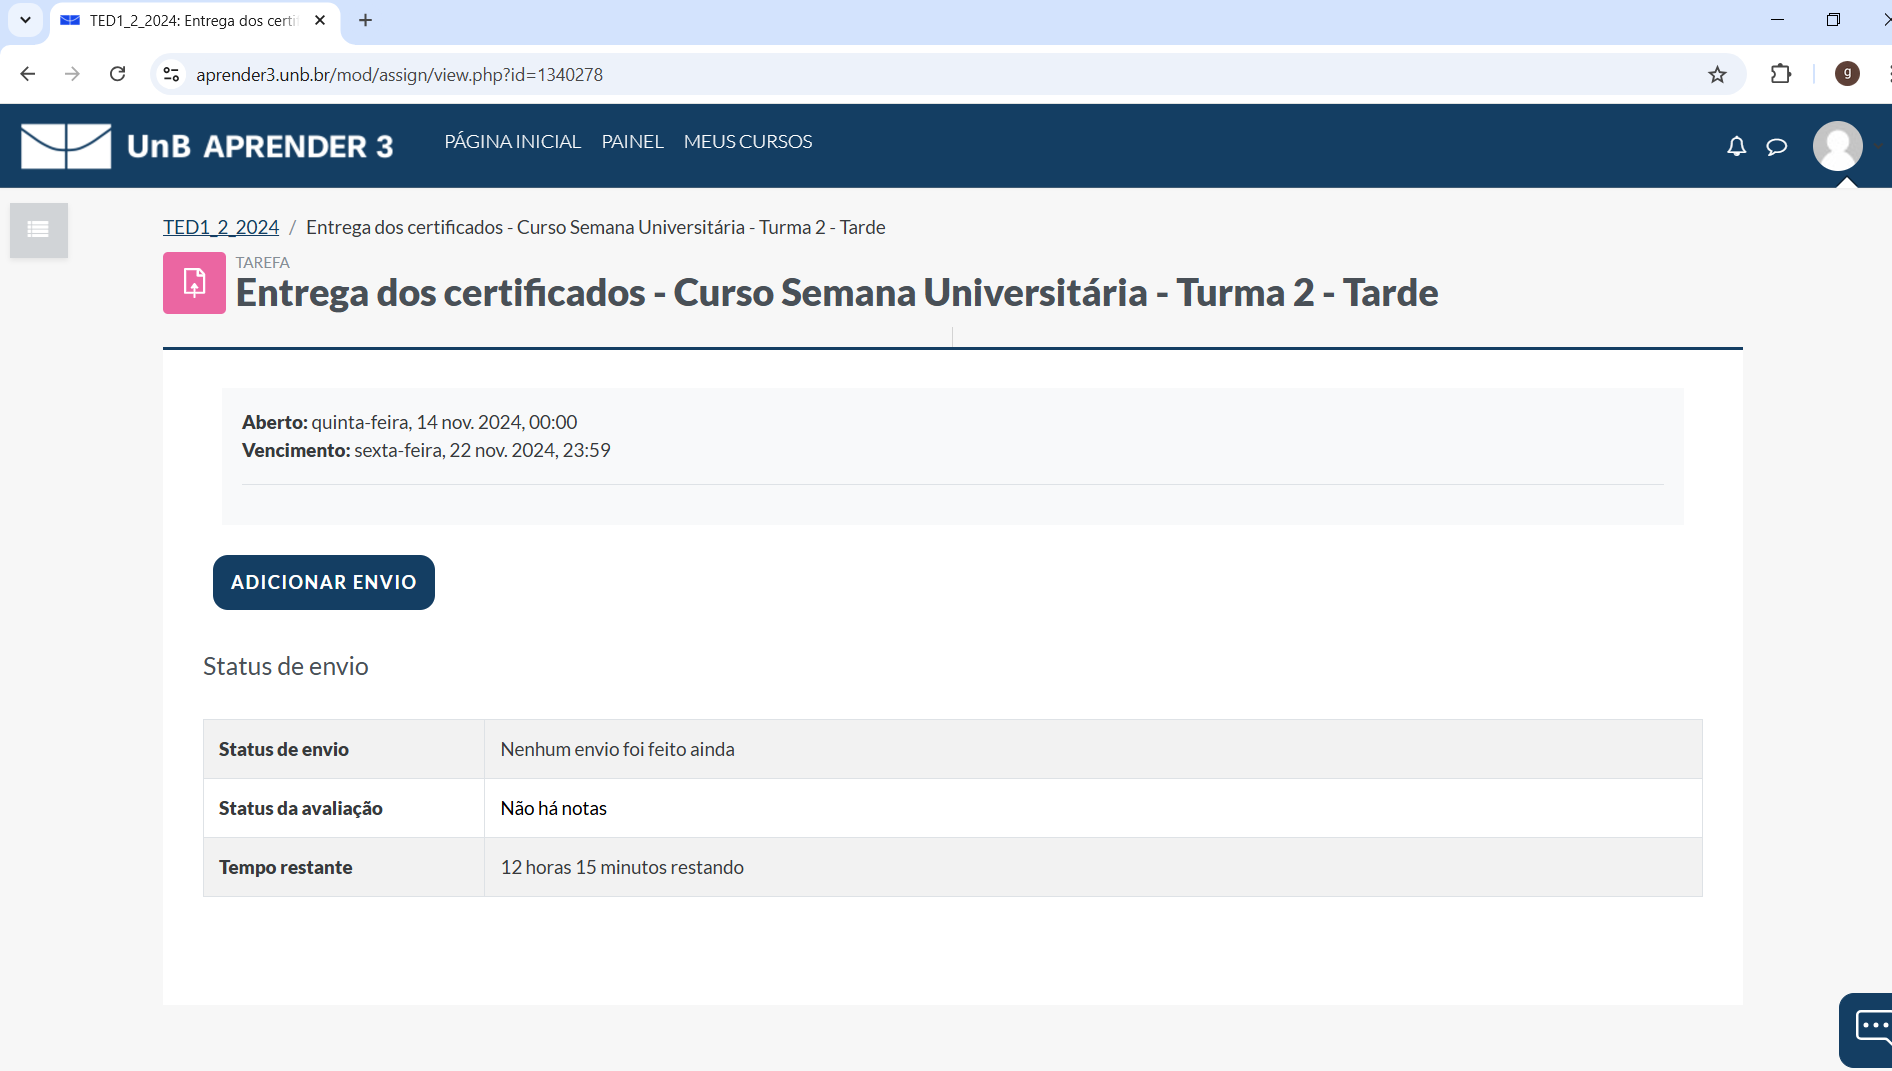 TED1_2_2024: Entrega dos certi
aprender3.unb.br/mod/assign/view.php?id=1340278
g
UnB APRENDER 3
PÁGINA INICIAL PAINEL MEUS CURSOS
TED1_2_2024 / Entrega dos certificados - Curso Semana Universitária - Turma 2 - Tarde
TAREFA
Entrega dos certificados - Curso Semana Universitária - Turma 2 - Tarde
Aberto: quinta-feira, 14 nov. 2024, 00:00
Vencimento: sexta-feira, 22 nov. 2024, 23:59
ADICIONAR ENVIO
Status de envio
Status de envio Nenhum envio foi feito ainda
Status da avaliação Não há notas
Tempo restante 12 horas 15 minutos restando